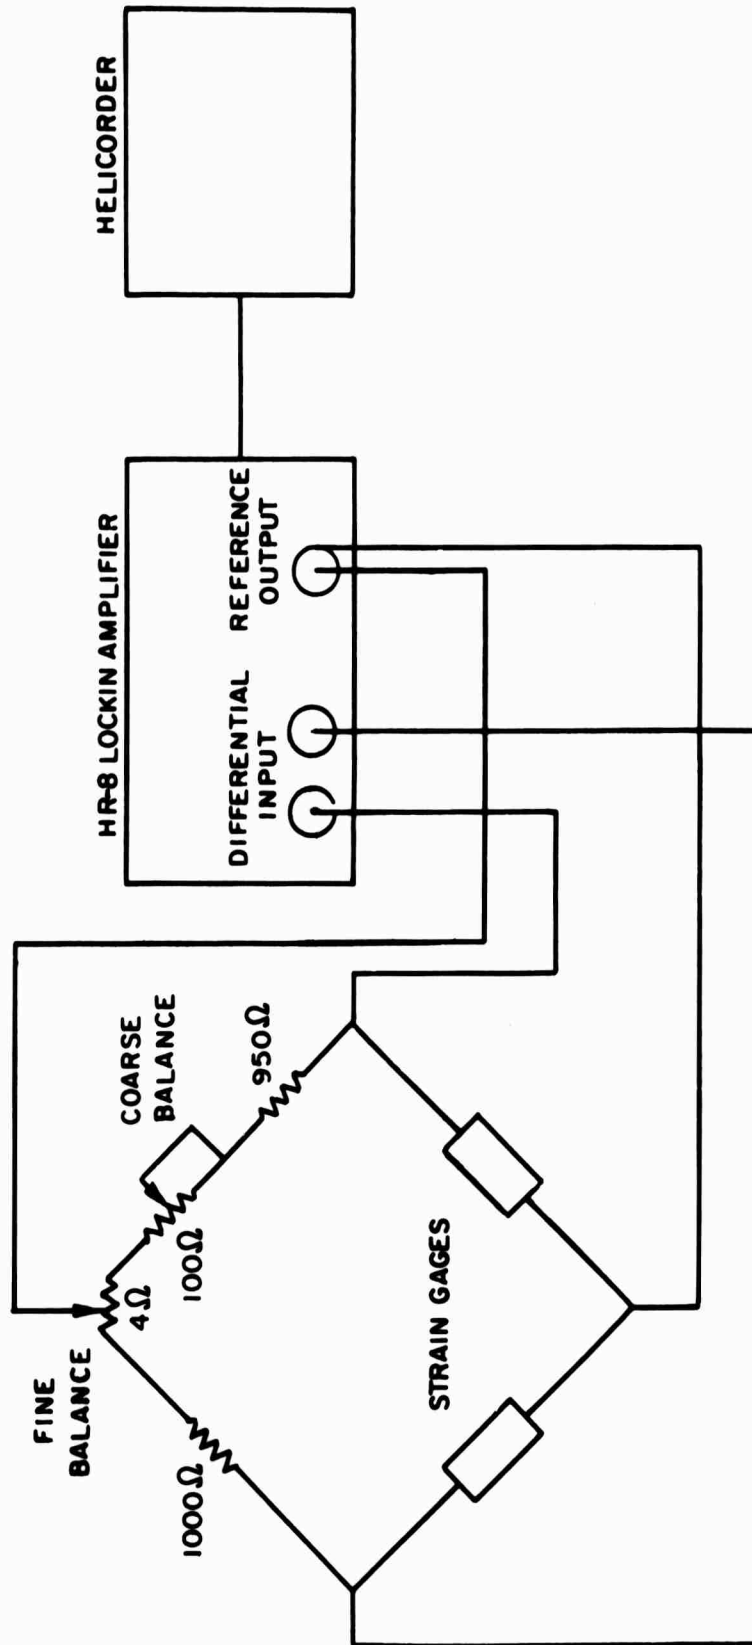 FINE
BALANCE
1000Ω
4Ω
100Ω
COARSE
BALANCE
950Ω
STRAIN GAGES
HR-8 LOCKIN AMPLIFIER
DIFFERENTIAL
INPUT
REFERENCE
OUTPUT
HELICORDER